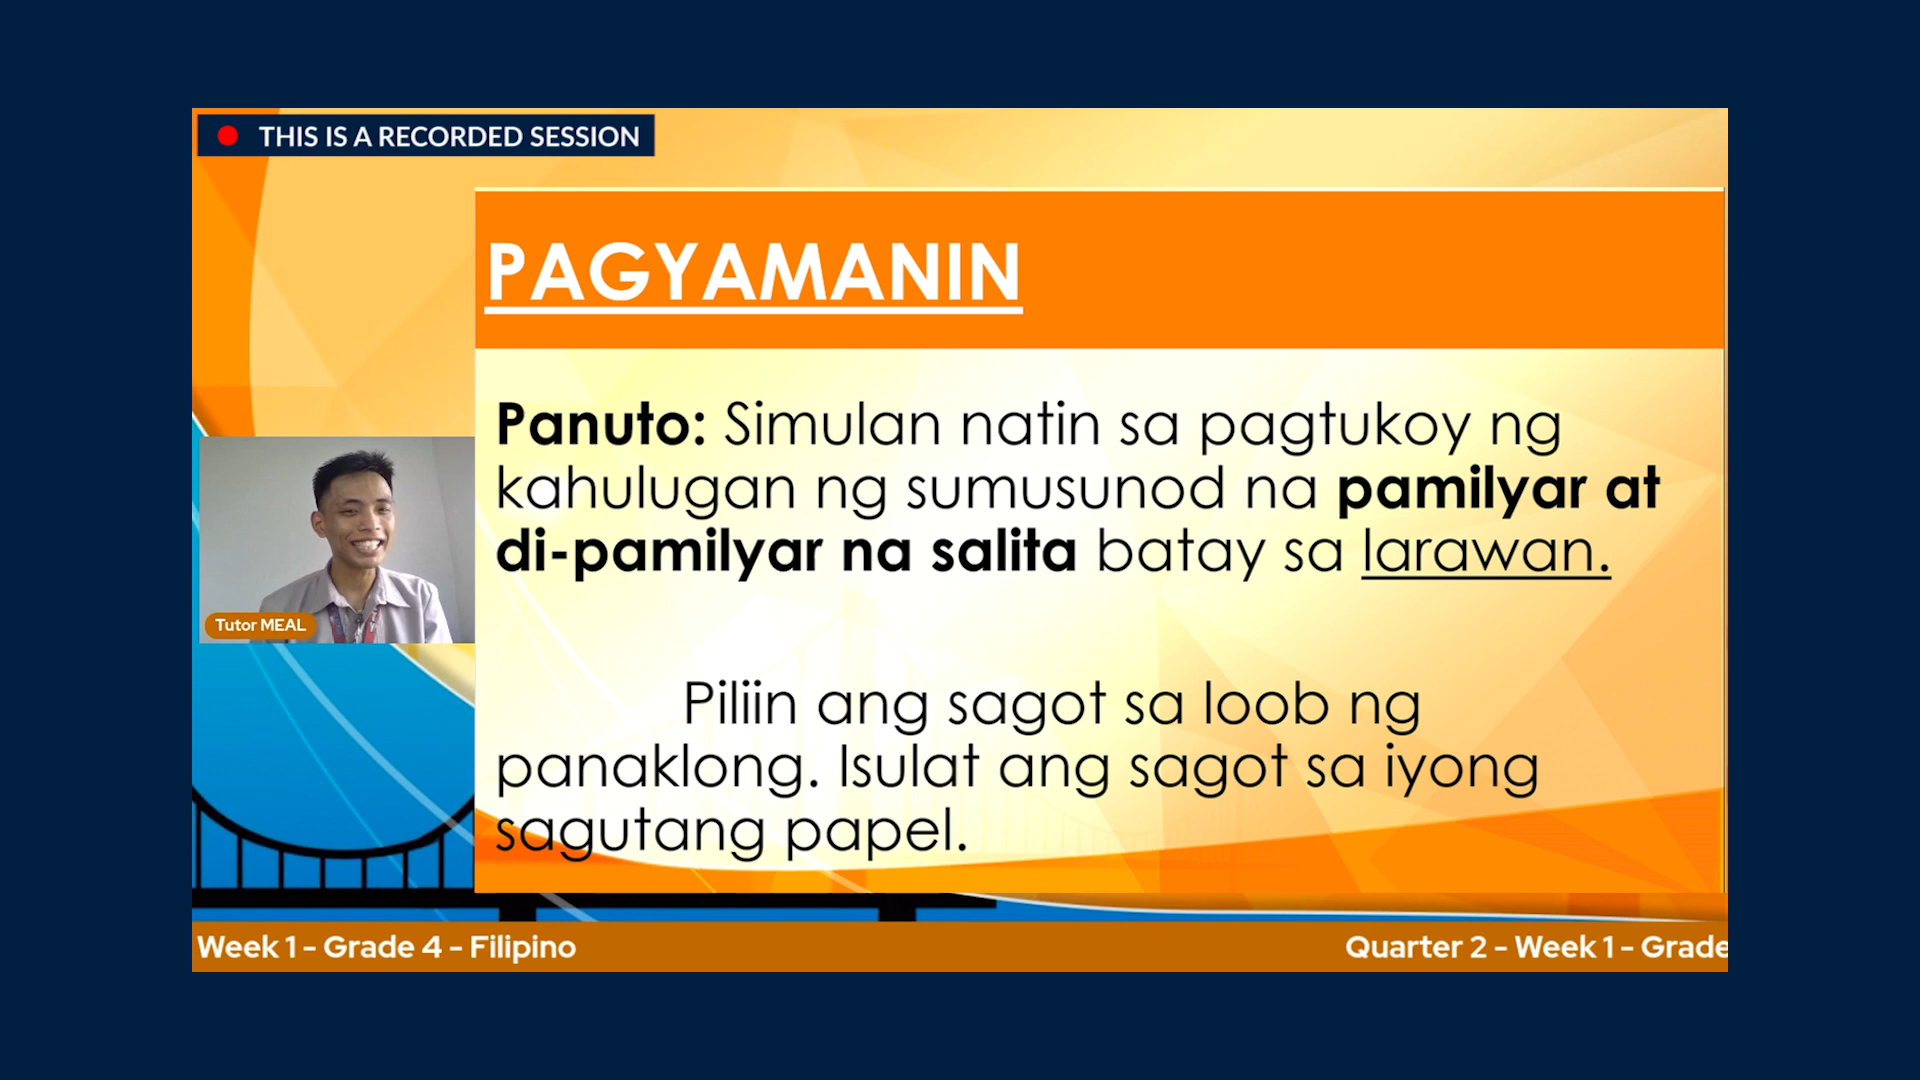 THIS IS A RECORDED SESSION
PAGYAMANIN
Panuto: Simulan natin sa pagtukoy ng
kahulugan ng sumusunod na pamilyar at
di-pamilyar na salita batay sa larawan.
Piliin ang sagot sa loob ng
panaklong. Isulat ang sagot sa iyong
sagutang papel.
Tutor MEAL
Week 1 - Grade 4 - Filipino
Quarter 2 - Week 1 - Grade